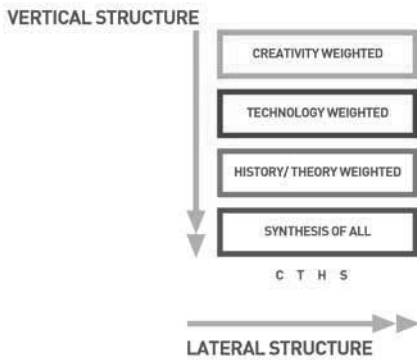 VERTICAL STRUCTURE
CREATIVITY WEIGHTED
TECHNOLOGY WEIGHTED
HISTORY/ THEORY WEIGHTED
SYNTHESIS OF ALL
C T H S
LATERAL STRUCTURE